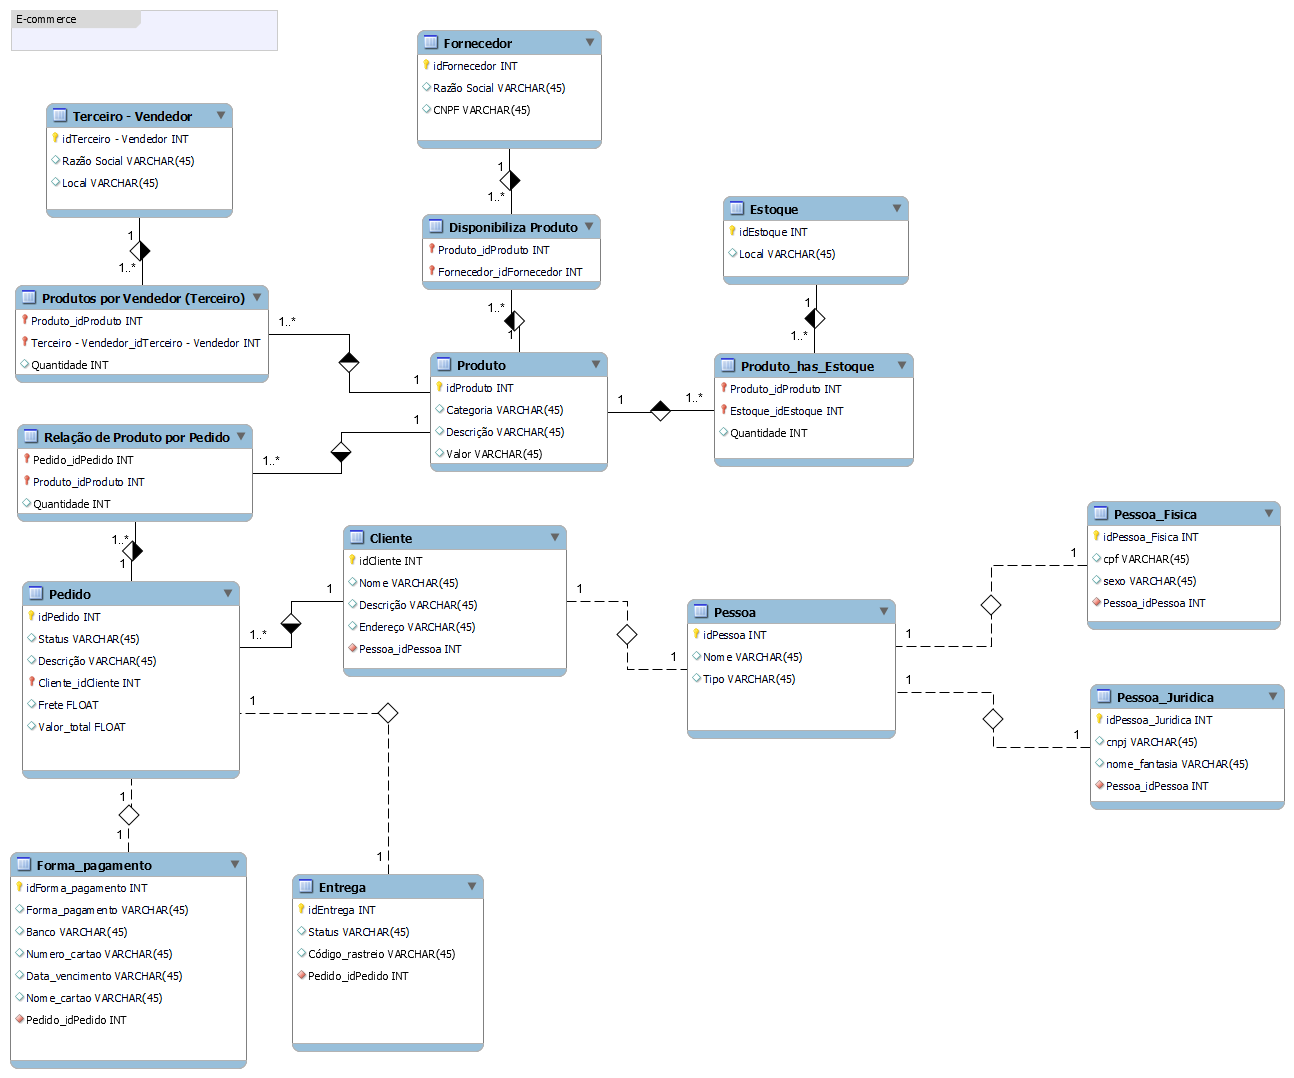 E-commerce
Fornecedor
idFornecedor INT
Razão Social VARCHAR(45)
CNPF VARCHAR(45)
1
1..*
Terceiro - Vendedor
idTerceiro - Vendedor INT
Razão Social VARCHAR(45)
Local VARCHAR(45)
1
1..*
Disponibiliza Produto
Produto_idProduto INT
Fornecedor_idFornecedor INT
1..*
1
Estoque
idEstoque INT
Local VARCHAR(45)
1
1..*
Produtos por Vendedor (Terceiro)
Produto_idProduto INT
Terceiro - Vendedor_idTerceiro - Vendedor INT
Quantidade INT
1..*
1
Produto
idProduto INT
Categoria VARCHAR(45)
Descrição VARCHAR(45)
Valor VARCHAR(45)
1
1..*
Produto_has_Estoque
Produto_idProduto INT
Estoque_idEstoque INT
Quantidade INT
Relação de Produto por Pedido
Pedido_idPedido INT
Produto_idProduto INT
Quantidade INT
1..*
1
1..*
1
Cliente
idCliente INT
Nome VARCHAR(45)
Descrição VARCHAR(45)
Endereço VARCHAR(45)
Pessoa_idPessoa INT
1
1..*
1
1
Pessoa_Fisica
idPessoa_Fisica INT
cpf VARCHAR(45)
sexo VARCHAR(45)
Pessoa_idPessoa INT
1
1
Pedido
idPedido INT
Status VARCHAR(45)
Descrição VARCHAR(45)
Cliente_idCliente INT
Frete FLOAT
Valor_total FLOAT
1
1
Pessoa
idPessoa INT
Nome VARCHAR(45)
Tipo VARCHAR(45)
1
1
Pessoa_Juridica
idPessoa_Juridica INT
cnpj VARCHAR(45)
nome_fantasia VARCHAR(45)
Pessoa_idPessoa INT
1
1
Forma_pagamento
idForma_pagamento INT
Forma_pagamento VARCHAR(45)
Banco VARCHAR(45)
Numero_cartao VARCHAR(45)
Data_vencimento VARCHAR(45)
Nome_cartao VARCHAR(45)
Pedido_idPedido INT
Entrega
idEntrega INT
Status VARCHAR(45)
Código_rastreio VARCHAR(45)
Pedido_idPedido INT